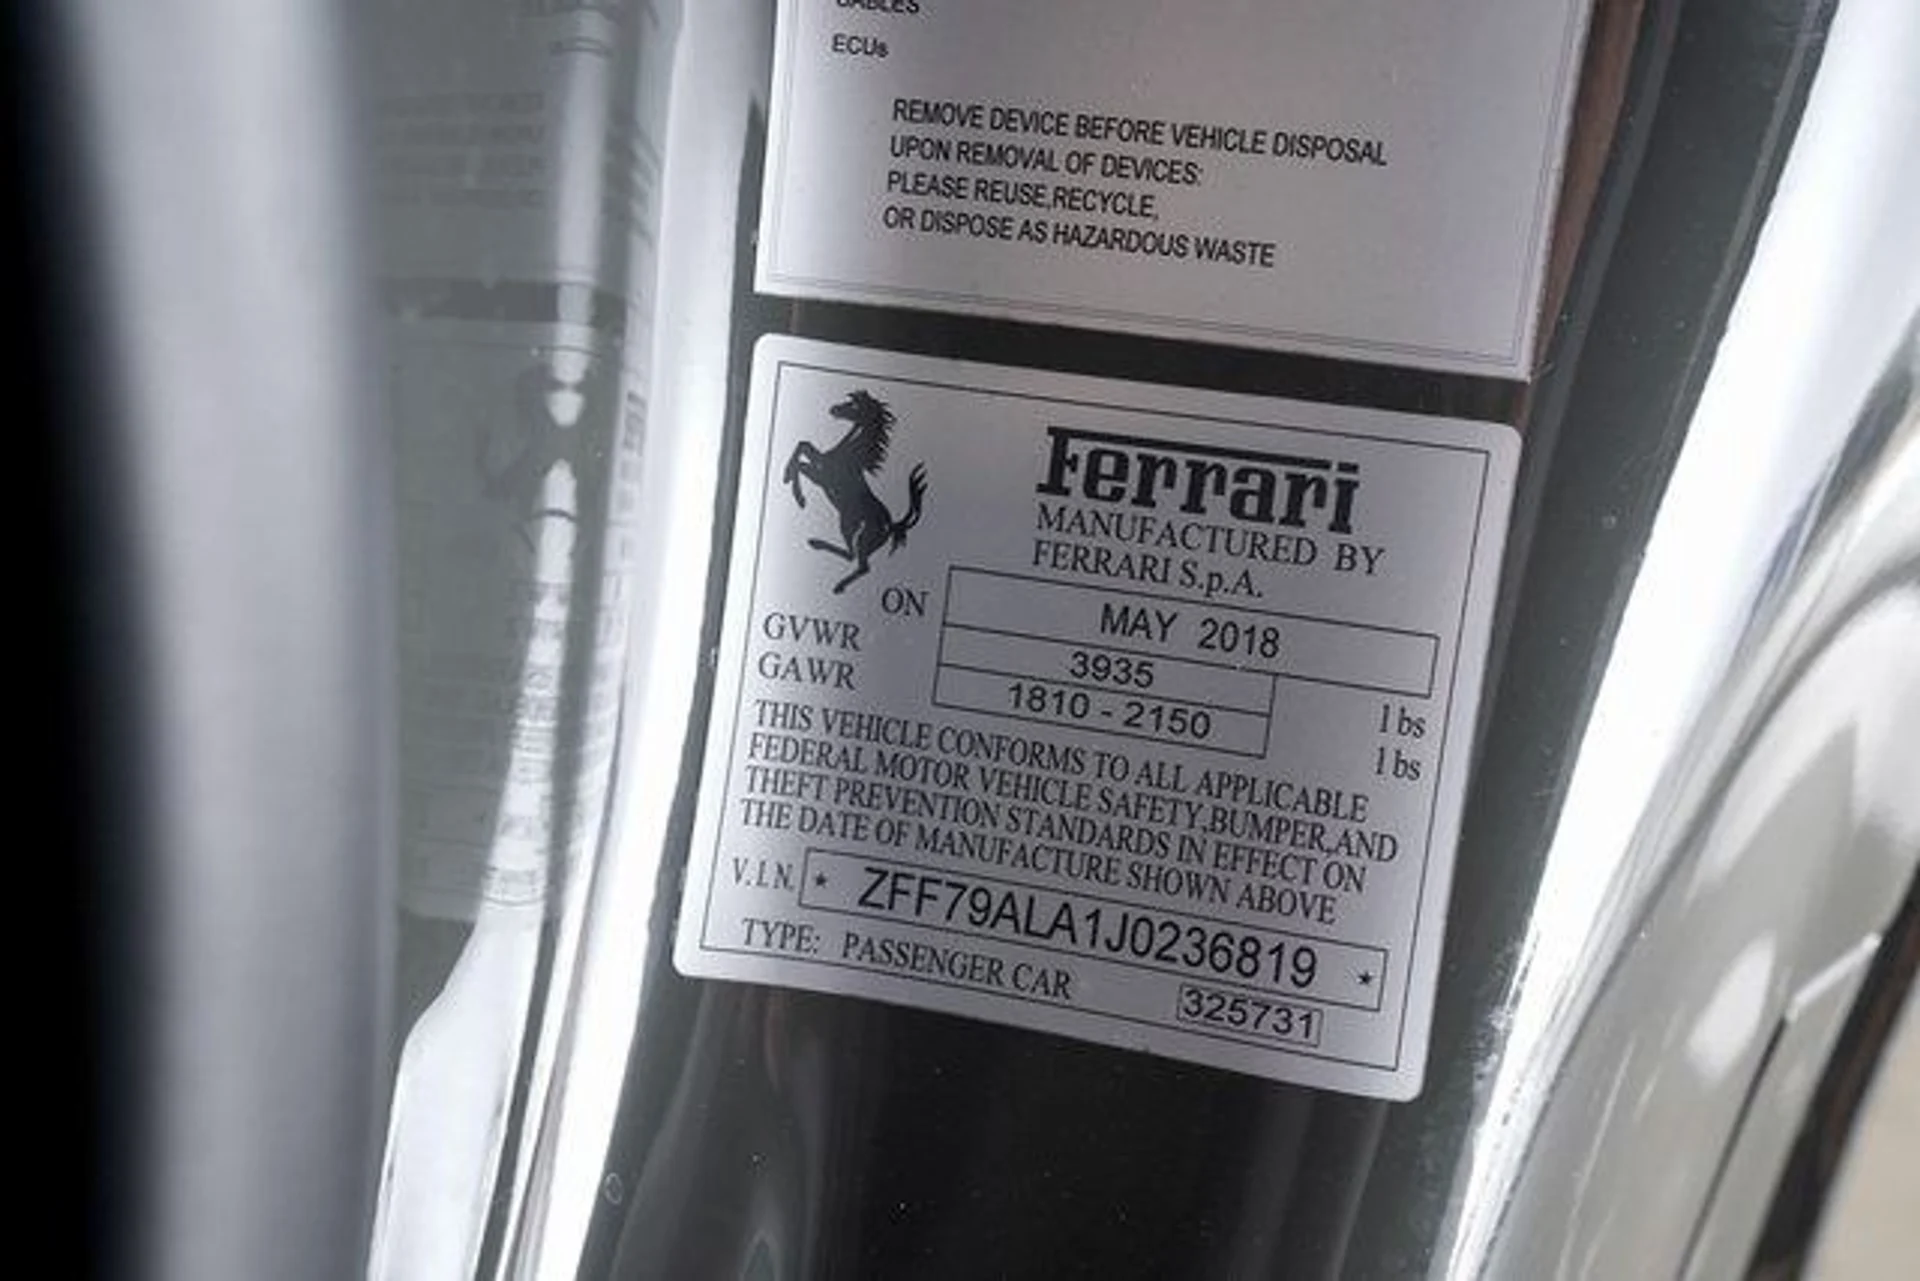 CABLES
ECUs
REMOVE DEVICE BEFORE VEHICLE DISPOSAL
UPON REMOVAL OF DEVICES:
PLEASE REUSE,RECYCLE,
OR DISPOSE AS HAZARDOUS WASTE
Ferrari
MANUFACTURED BY
FERRARI S.p.A.
ON MAY 2018
GVWR 3935 lbs
GAWR 1810 - 2150 lbs
THIS VEHICLE CONFORMS TO ALL APPLICABLE
FEDERAL MOTOR VEHICLE SAFETY,BUMPER,AND
THEFT PREVENTION STANDARDS IN EFFECT ON
THE DATE OF MANUFACTURE SHOWN ABOVE
V.I.N. * ZFF79ALA1J0236819 *
TYPE: PASSENGER CAR
325731